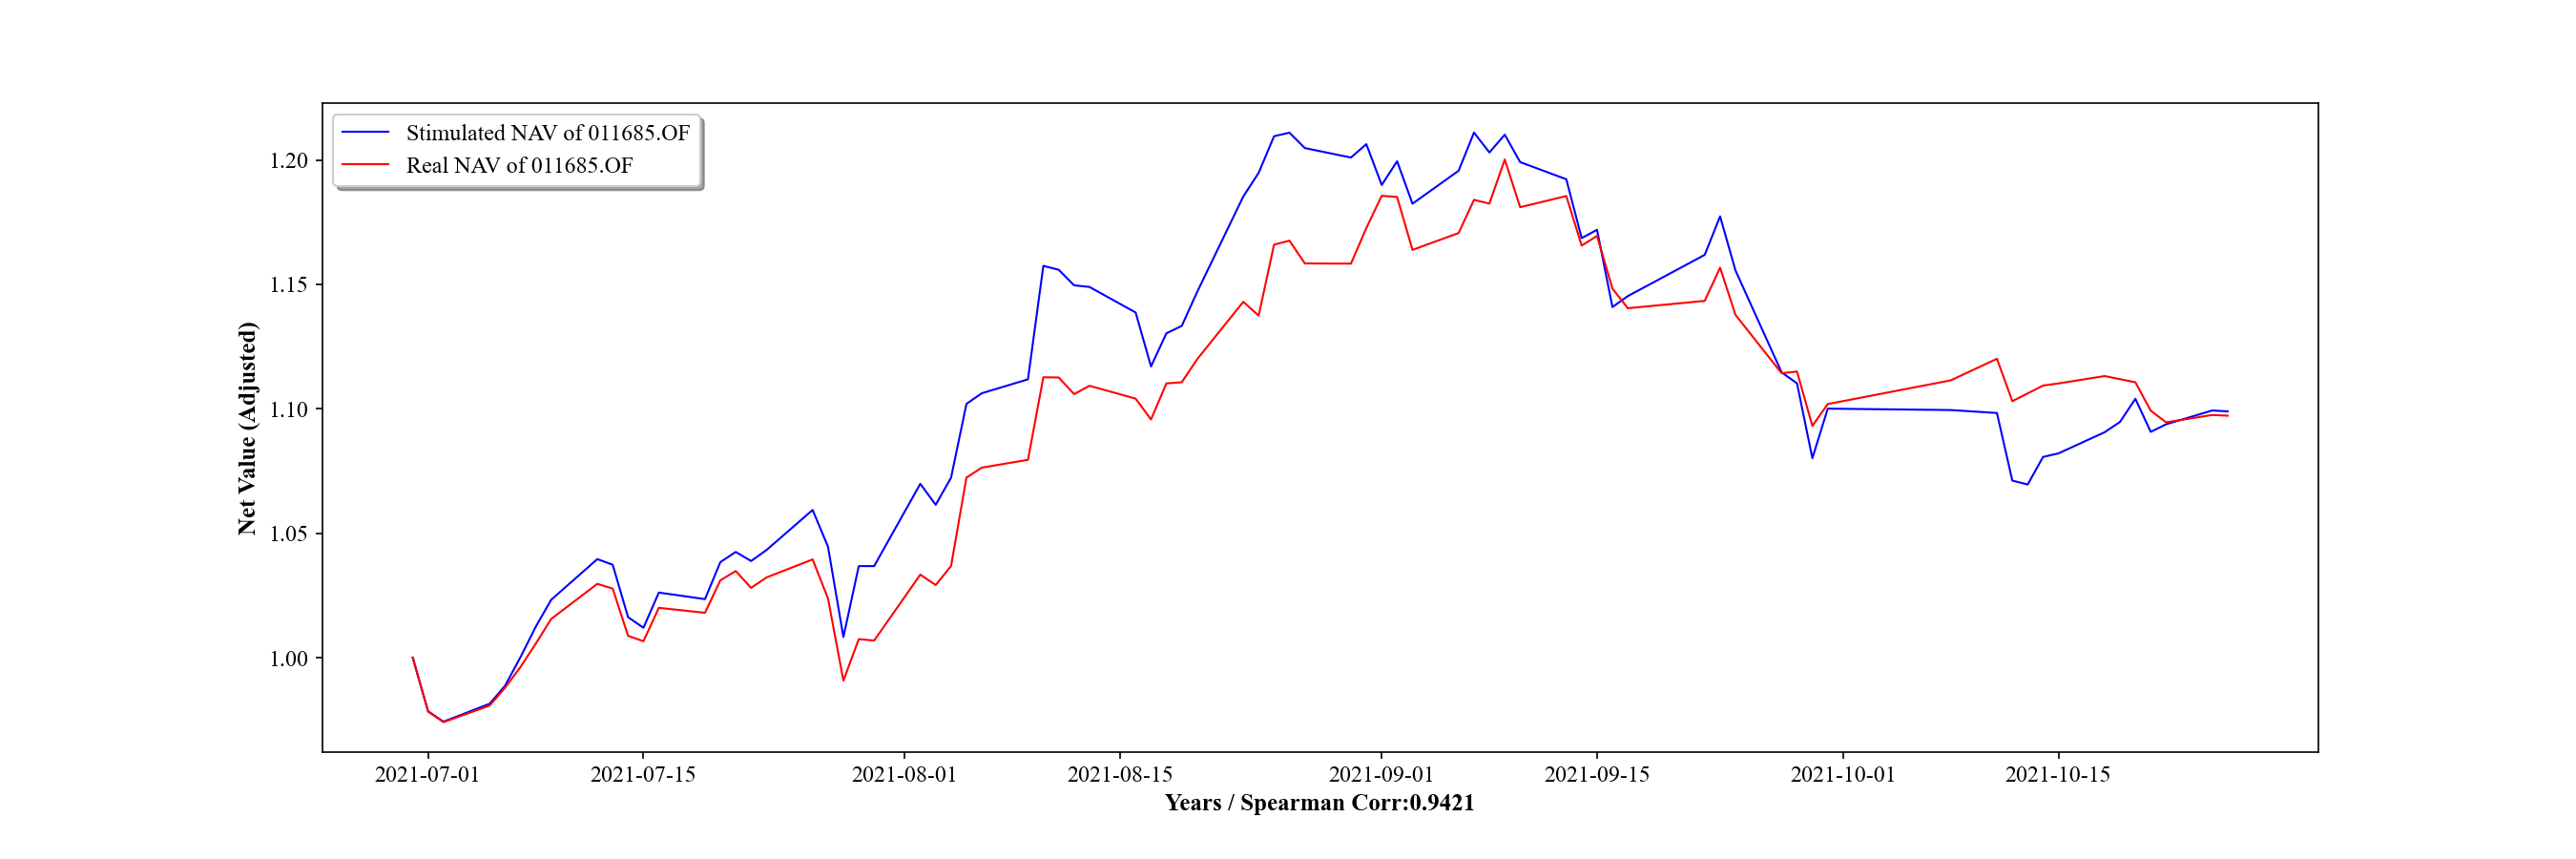 Stimulated NAV of 011685.OF
Real NAV of 011685.OF
1.20
1.15
1.10
1.05
1.00
Net Value (Adjusted)
2021-07-01 2021-07-15 2021-08-01 2021-08-15 2021-09-01 2021-09-15 2021-10-01 2021-10-15
Years / Spearman Corr:0.9421